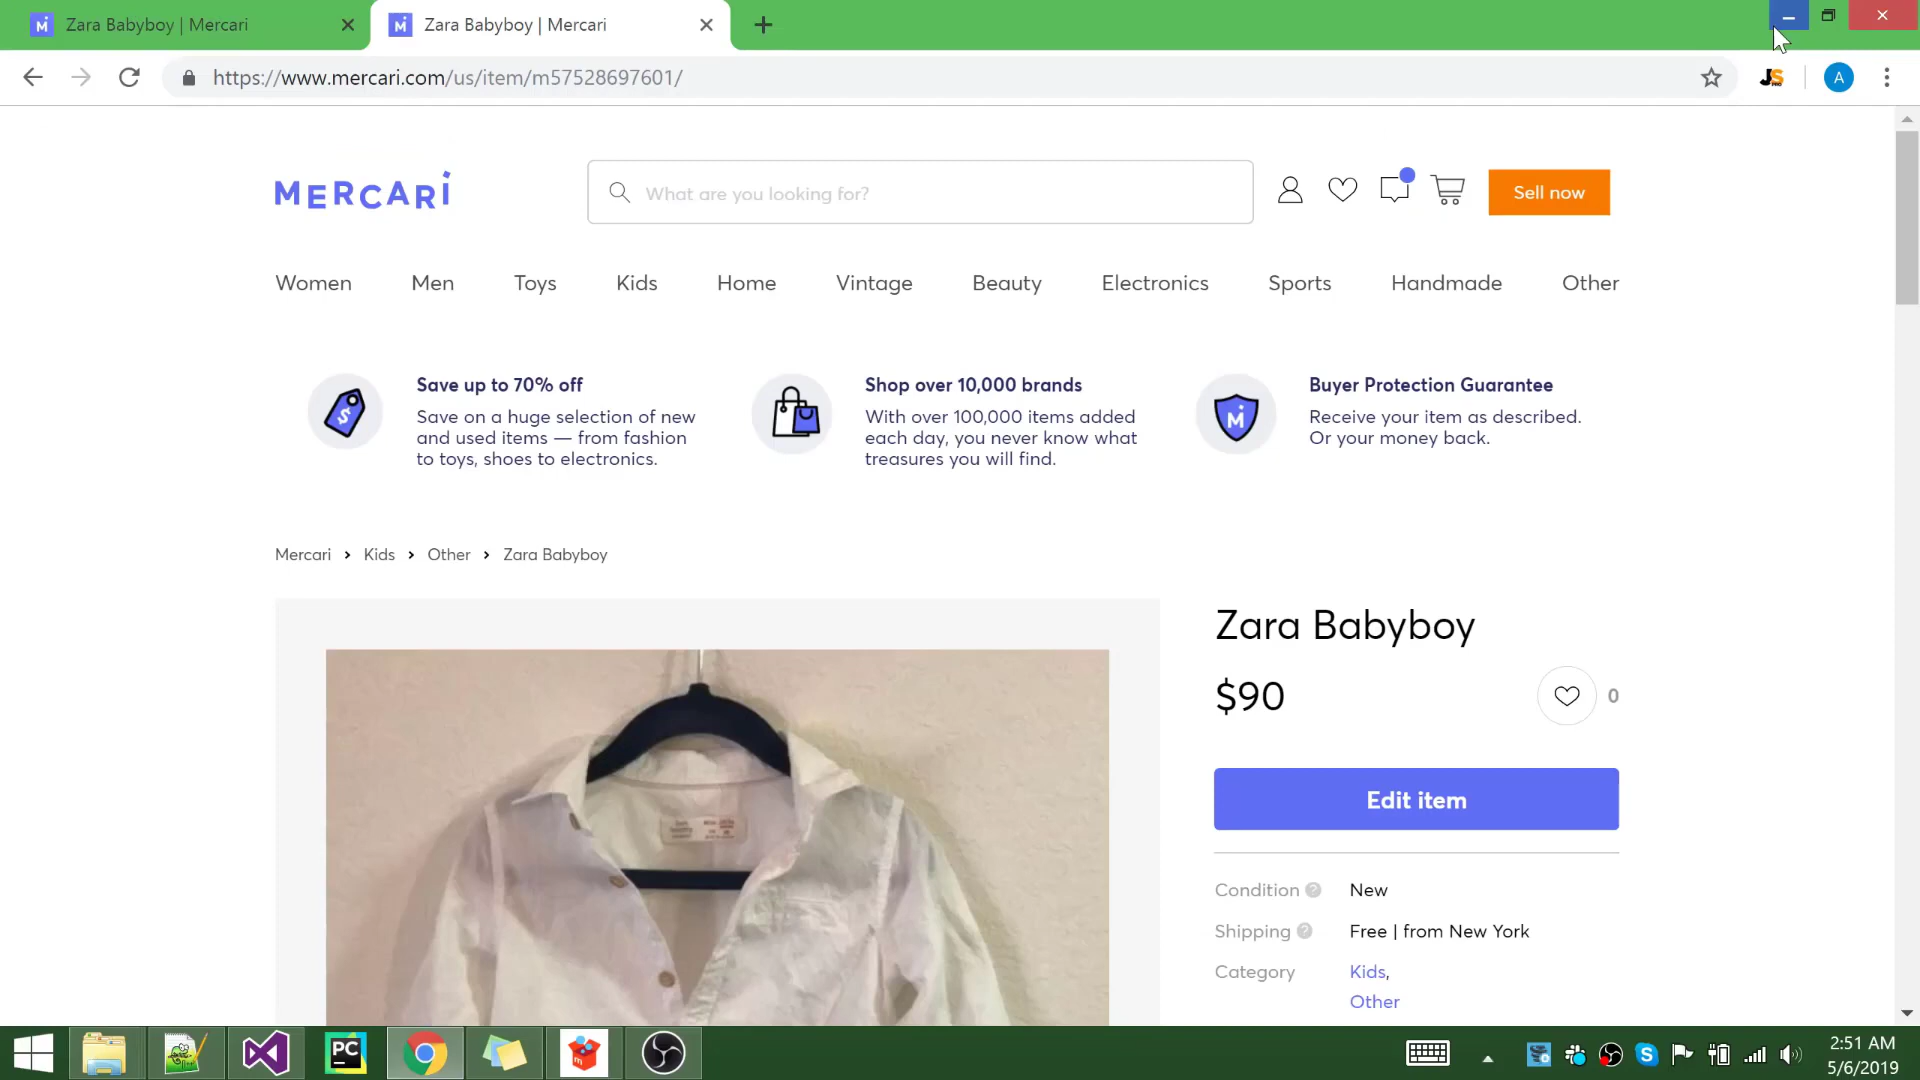 Zara Babyboy | Mercari
Zara Babyboy | Mercari
https://www.mercari.com/us/item/m57528697601/
A
MERCARI
What are you looking for?
Sell now
Women Men Toys Kids Home Vintage Beauty Electronics Sports Handmade Other
Save up to 70% off
Save on a huge selection of new
and used items — from fashion
to toys, shoes to electronics.
Shop over 10,000 brands
With over 100,000 items added
each day, you never know what
treasures you will find.
Buyer Protection Guarantee
Receive your item as described.
Or your money back.
Mercari › Kids › Other › Zara Babyboy
Zara Babyboy
$90
0
Edit item
Condition ? New
Shipping ? Free | from New York
Category Kids,
Other
PC
2:51 AM
5/6/2019